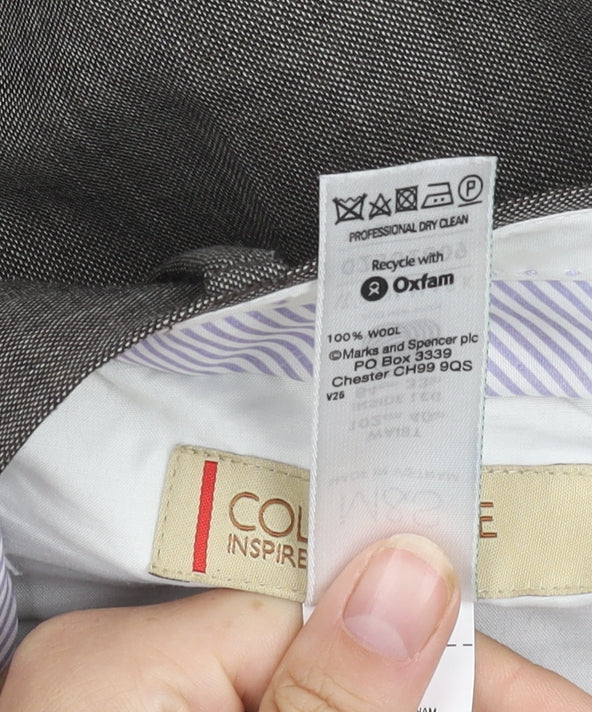 P
PROFESSIONAL DRY CLEAN
Recycle with
Oxfam
100% WOOL
©Marks and Spencer plc
PO Box 3339
Chester CH99 9QS
V26
COL E
INSPIRE